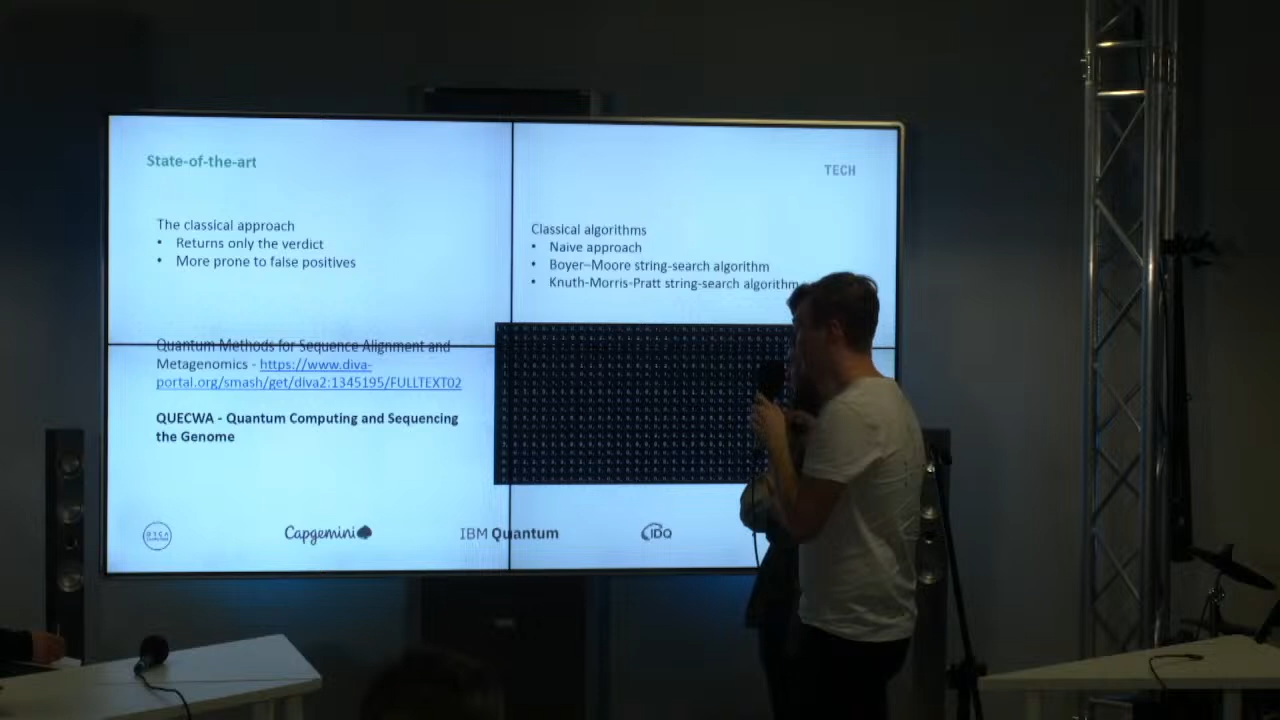 State-of-the-art
TECH
The classical approach
• Returns only the verdict
• More prone to false positives
Classical algorithms
• Naive approach
• Boyer–Moore string-search algorithm
• Knuth-Morris-Pratt string-search algorithm
Quantum Methods for Sequence Alignment and
Metagenomics - https://www.diva-
portal.org/smash/get/diva2:1345195/FULLTEXT02
QUECWA - Quantum Computing and Sequencing
the Genome
Capgemini
IBM Quantum
IDQ